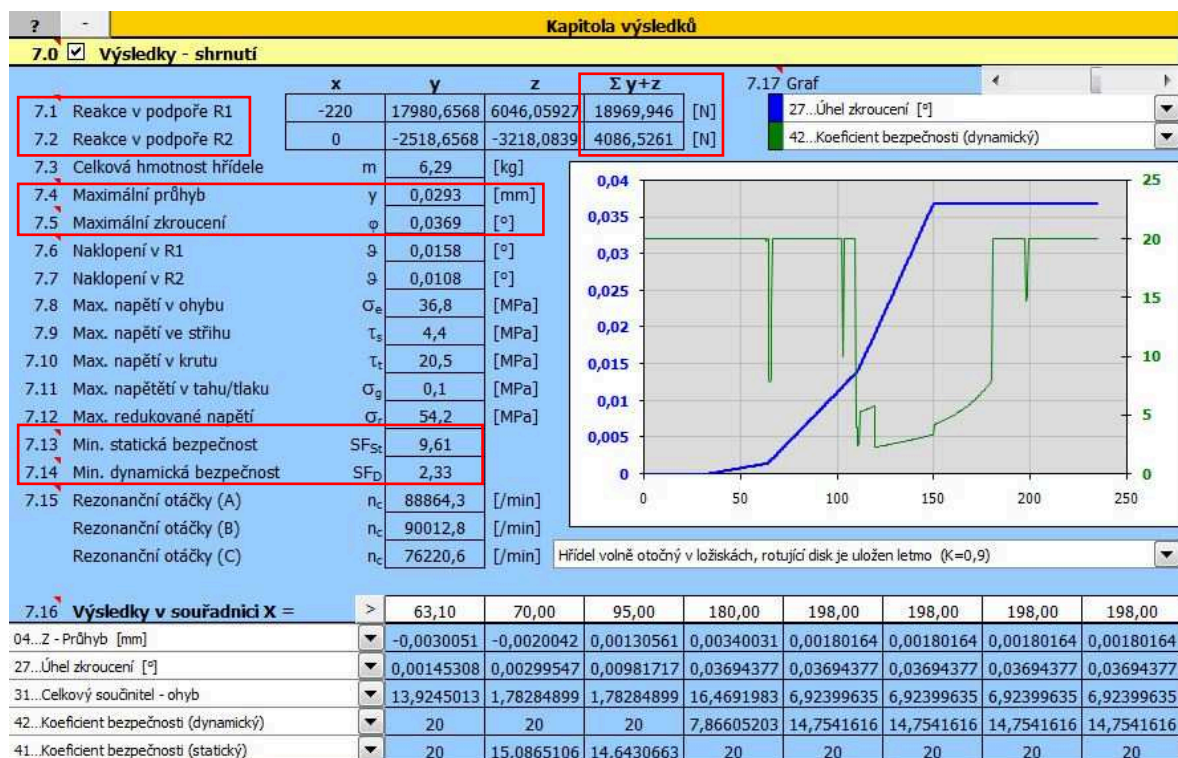 ? - Kapitola výsledků
7.0 Výsledky - shrnutí
x y z Σ y+z 7.17 Graf
7.1 Reakce v podpoře R1 -220 17980,6568 6046,05927 18969,946 [N] 27...Úhel zkroucení [°]
7.2 Reakce v podpoře R2 0 -2518,6568 -3218,0839 4086,5261 [N] 42...Koeficient bezpečnosti (dynamický)
7.3 Celková hmotnost hřídele m 6,29 [kg]
7.4 Maximální průhyb y 0,0293 [mm]
7.5 Maximální zkroucení φ 0,0369 [°]
7.6 Naklopení v R1 ϑ 0,0158 [°]
7.7 Naklopení v R2 ϑ 0,0108 [°]
7.8 Max. napětí v ohybu σe 36,8 [MPa]
7.9 Max. napětí ve střihu τs 4,4 [MPa]
7.10 Max. napětí v krutu τt 20,5 [MPa]
7.11 Max. napětětí v tahu/tlaku σg 0,1 [MPa]
7.12 Max. redukované napětí σr 54,2 [MPa]
7.13 Min. statická bezpečnost SFSt 9,61
7.14 Min. dynamická bezpečnost SFD 2,33
7.15 Rezonanční otáčky (A) nc 88864,3 [/min]
Rezonanční otáčky (B) nc 90012,8 [/min]
Rezonanční otáčky (C) nc 76220,6 [/min] Hřídel volně otočný v ložiskách, rotující disk je uložen letmo (K=0,9)
0,04 25
0,035
0,03 20
0,025
15
0,02
0,015 10
0,01
5
0,005
0 0
0 50 100 150 200 250
7.16 Výsledky v souřadnici X = > 63,10 70,00 95,00 180,00 198,00 198,00 198,00 198,00
04...Z - Průhyb [mm] -0,0030051 -0,0020042 0,00130561 0,00340031 0,00180164 0,00180164 0,00180164 0,00180164
27...Úhel zkroucení [°] 0,00145308 0,00299547 0,00981717 0,03694377 0,03694377 0,03694377 0,03694377 0,03694377
31...Celkový součinitel - ohyb 13,9245013 1,78284899 1,78284899 16,4691983 6,92399635 6,92399635 6,92399635 6,92399635
42...Koeficient bezpečnosti (dynamický) 20 20 20 7,86605203 14,7541616 14,7541616 14,7541616 14,7541616
41...Koeficient bezpečnosti (statický) 20 15,0865106 14,6430663 20 20 20 20 20